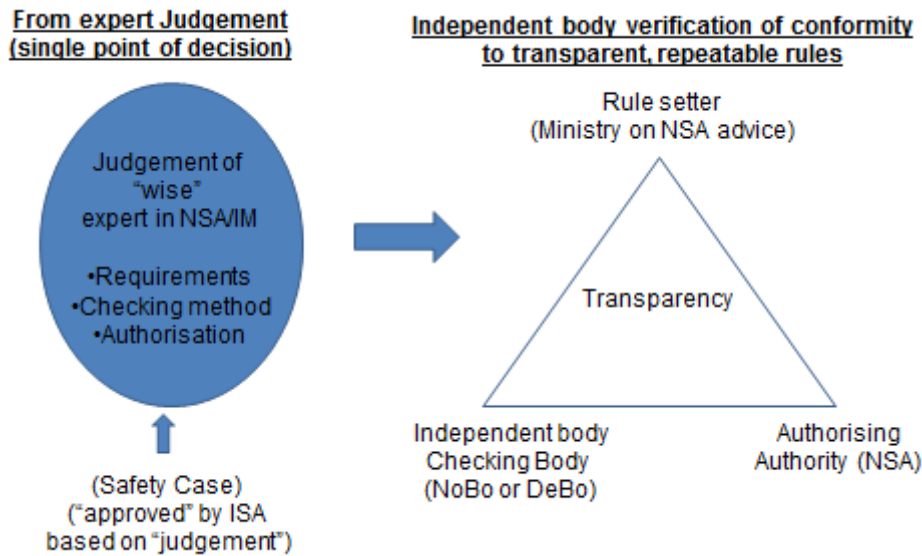 From expert Judgement
(single point of decision)
Judgement of
“wise”
expert in NSA/IM
•Requirements
•Checking method
•Authorisation
(Safety Case)
(“approved” by ISA
based on “judgement”)
Independent body verification of conformity
to transparent, repeatable rules
Rule setter
(Ministry on NSA advice)
Transparency
Independent body
Checking Body
(NoBo or DeBo)
Authorising
Authority (NSA)